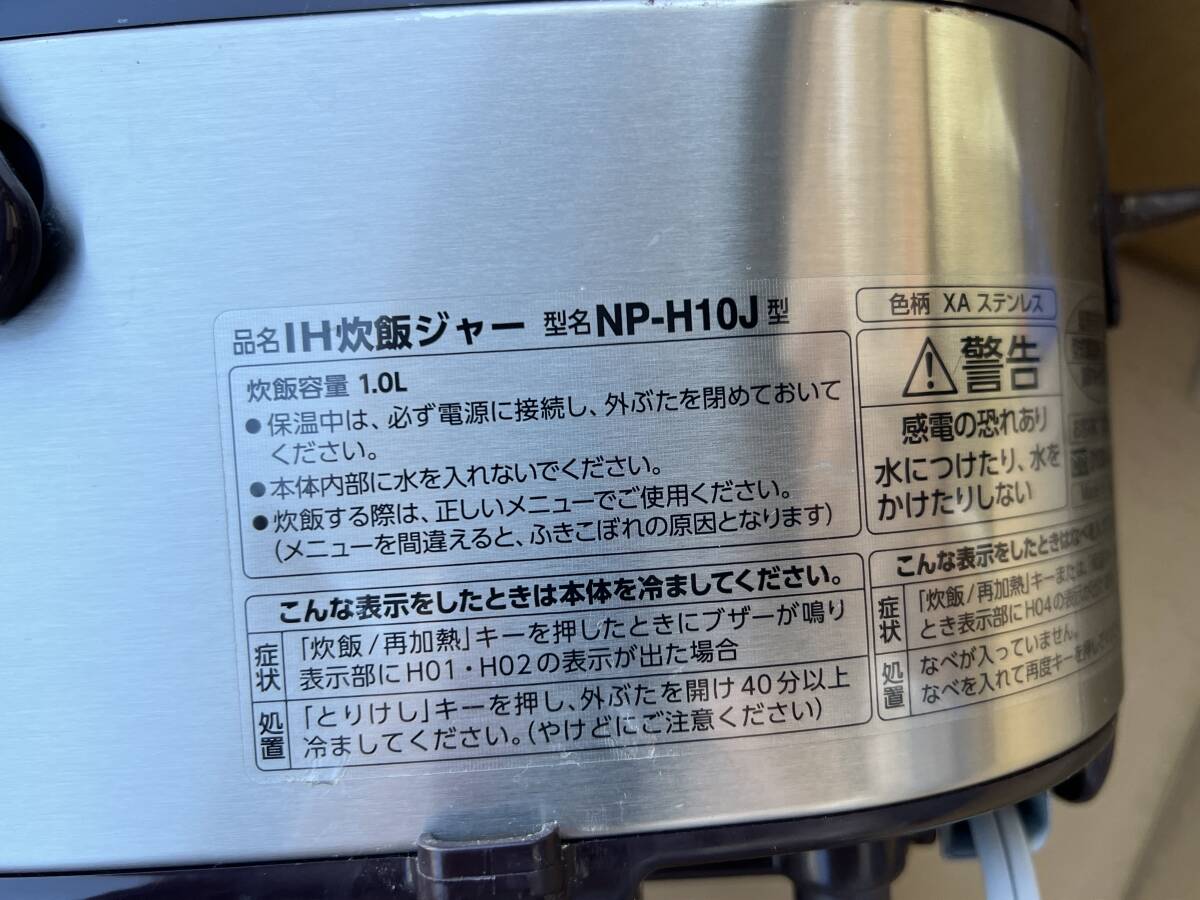 品名IH炊飯ジャー 型名NP-H10J型
炊飯容量 1.0L
●保温中は、必ず電源に接続し、外ぶたを閉めておいて
ください。
●本体内部に水を入れないでください。
●炊飯する際は、正しいメニューでご使用ください。
(メニューを間違えると、ふきこぼれの原因となります)
色柄 XA ステンレス
警告
感電の恐れあり
水につけたり、水を
かけたりしない
こんな表示をしたときは本体を冷ましてください。
症状
「炊飯/再加熱」キーを押したときにブザーが鳴り
表示部にH01・H02の表示が出た場合
処置
「とりけし」キーを押し、外ぶたを開け40分以上
冷ましてください。(やけどにご注意ください)
こんな表示をしたときはなべ
症状
「炊飯/再加熱」キーまたは、
とき表示部にH04の表示
処置
なべが入っていません。
なべを入れて再度キーを押して